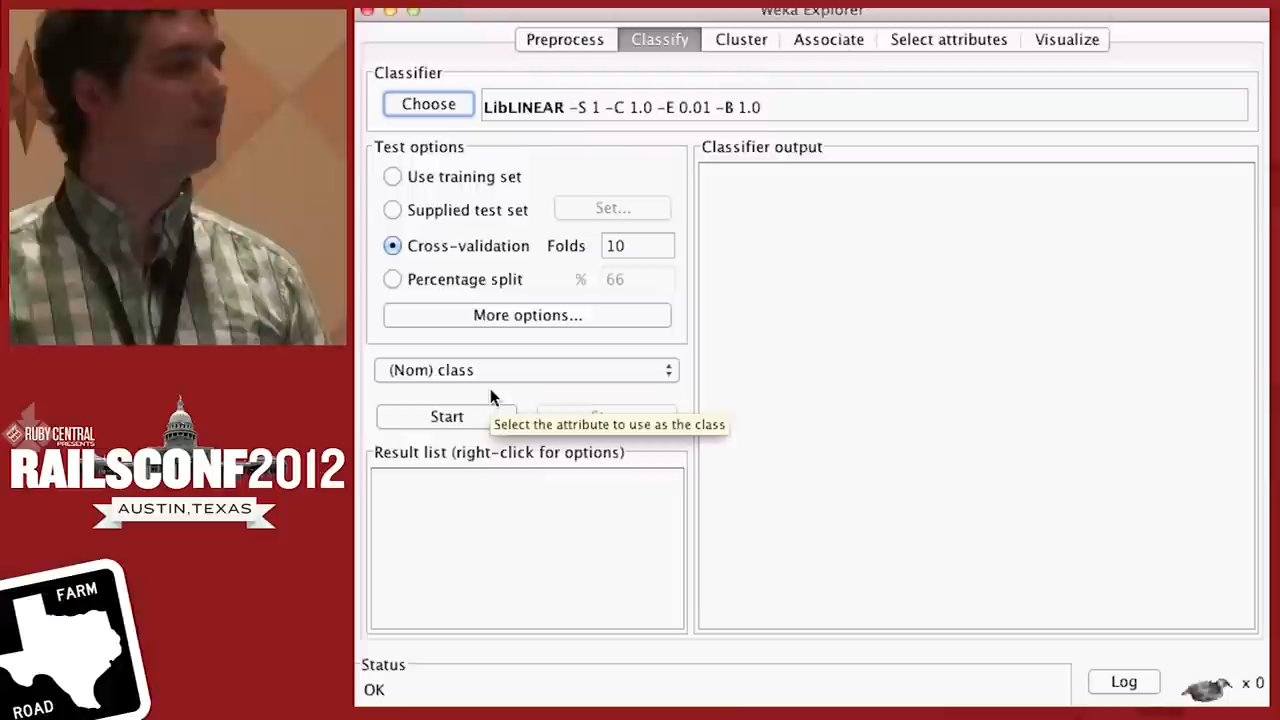 Weka Explorer
Preprocess Classify Cluster Associate Select attributes Visualize
Classifier
Choose LibLINEAR -S 1 -C 1.0 -E 0.01 -B 1.0
Test options
Use training set
Supplied test set Set...
Cross-validation Folds 10
Percentage split % 66
More options...
(Nom) class
Start
Select the attribute to use as the class
Result list (right-click for options)
Classifier output
Status
OK
Log
x 0
RUBY CENTRAL
PRESENTS
RAILSCONF2012
AUSTIN, TEXAS
FARM
ROAD